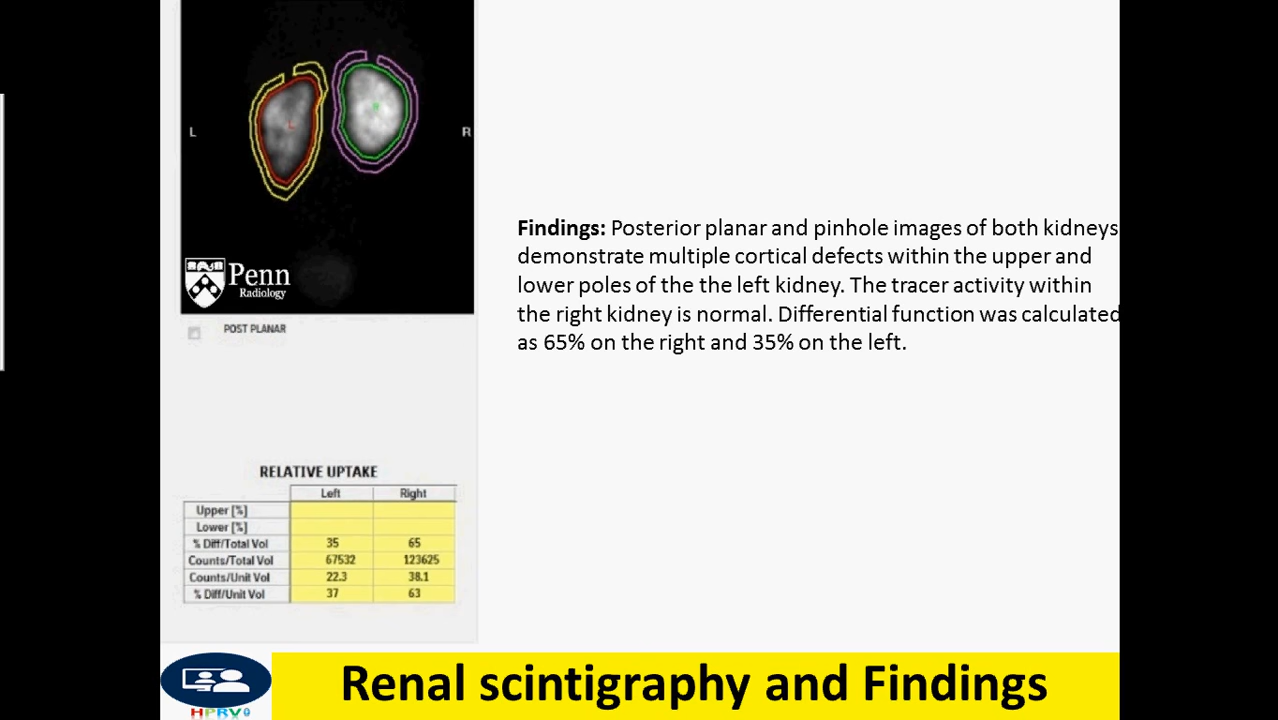 L
R
L
R
Penn
Radiology
POST PLANAR
Findings: Posterior planar and pinhole images of both kidneys
demonstrate multiple cortical defects within the upper and
lower poles of the the left kidney. The tracer activity within
the right kidney is normal. Differential function was calculated
as 65% on the right and 35% on the left.
RELATIVE UPTAKE
Left Right
Upper [%]
Lower [%]
% Diff/Total Vol 35 65
Counts/Total Vol 67532 123625
Counts/Unit Vol 22.3 38.1
% Diff/Unit Vol 37 63
Renal scintigraphy and Findings
HPRV